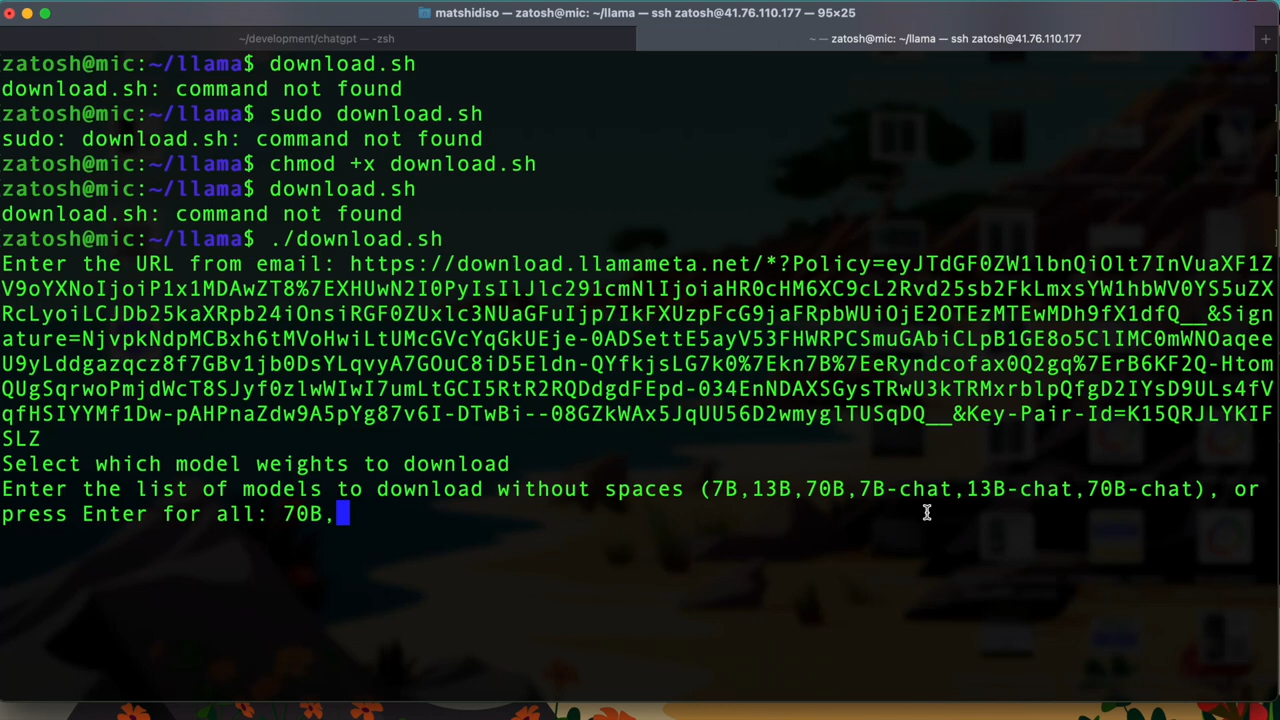 matshidiso — zatosh@mic: ~/llama — ssh zatosh@41.76.110.177 — 95×25
~/development/chatgpt — -zsh
~ — zatosh@mic: ~/llama — ssh zatosh@41.76.110.177
zatosh@mic:~/llama$ download.sh
download.sh: command not found
zatosh@mic:~/llama$ sudo download.sh
sudo: download.sh: command not found
zatosh@mic:~/llama$ chmod +x download.sh
zatosh@mic:~/llama$ download.sh
download.sh: command not found
zatosh@mic:~/llama$ ./download.sh
Enter the URL from email: https://download.llamameta.net/*?Policy=eyJTdGF0ZW1lbnQiOlt7InVuaXF1Z
V9oYXNoIjoiP1x1MDAwZT8%7EXHUwN2I0PyIsIlJlc291cmNlIjoiaHR0cHM6XC9cL2Rvd25sb2FkLmxsYW1hbWV0YS5uZX
RcLyoiLCJDb25kaXRpb24iOnsiRGF0ZUxlc3NUaGFuIjp7IkFXUzpFcG9jaFRpbWUiOjE2OTEzMTEwMDh9fX1dfQ__&Sign
ature=NjvpkNdpMCBxh6tMVoHwiLtUMcGVcYqGkUEje-0ADSettE5ayV53FHWRPCSmuGAbiCLpB1GE8o5ClIMC0mWNOaqee
U9yLddgazqcz8f7GBv1jb0DsYLqvyA7GOuC8iD5Eldn-QYfkjsLG7k0%7Ekn7B%7EeRyndcofax0Q2gq%7ErB6KF2Q-Htom
QUgSqrwoPmjdWcT8SJyf0zlwWIwI7umLtGCI5RtR2RQDdgdFEpd-034EnNDAXSGysTRwU3kTRMxrblpQfgD2IYsD9ULs4fV
qfHSIYYMf1Dw-pAHPnaZdw9A5pYg87v6I-DTwBi--08GZkWAx5JqUU56D2wmyglTUSqDQ__&Key-Pair-Id=K15QRJLYKIF
SLZ
Select which model weights to download
Enter the list of models to download without spaces (7B,13B,70B,7B-chat,13B-chat,70B-chat), or
press Enter for all: 70B,